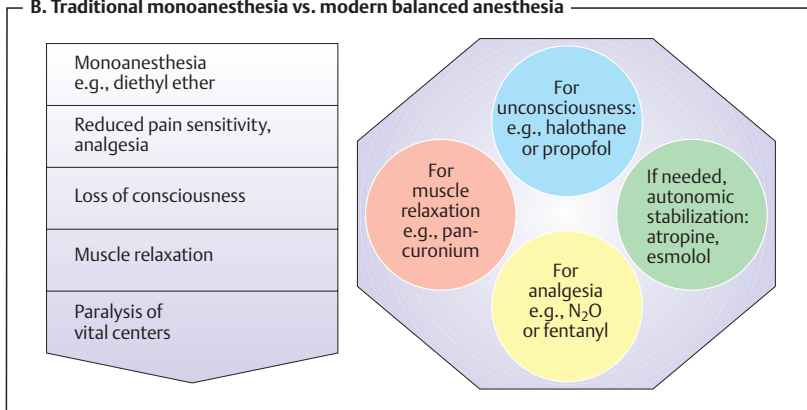 B. Traditional monoanesthesia vs. modern balanced anesthesia
Monoanesthesia
e.g., diethyl ether
Reduced pain sensitivity,
analgesia
Loss of consciousness
Muscle relaxation
Paralysis of
vital centers
For
unconsciousness:
e.g., halothane
or propofol
For
muscle
relaxation
e.g., pan-
curonium
If needed,
autonomic
stabilization:
atropine,
esmolol
For
analgesia
e.g., N₂O
or fentanyl